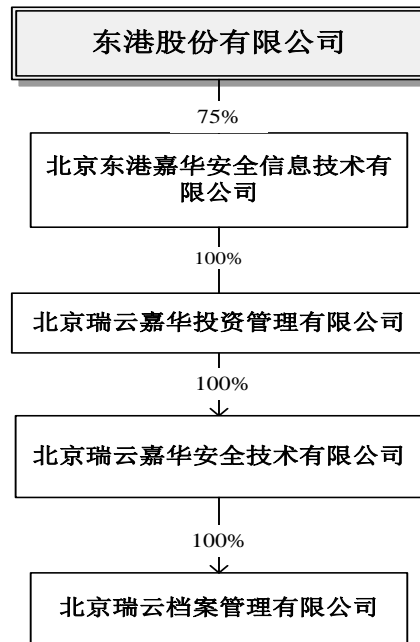 东港股份有限公司
75%
北京东港嘉华安全信息技术有
限公司
100%
北京瑞云嘉华投资管理有限公司
100%
北京瑞云嘉华安全技术有限公司
100%
北京瑞云档案管理有限公司